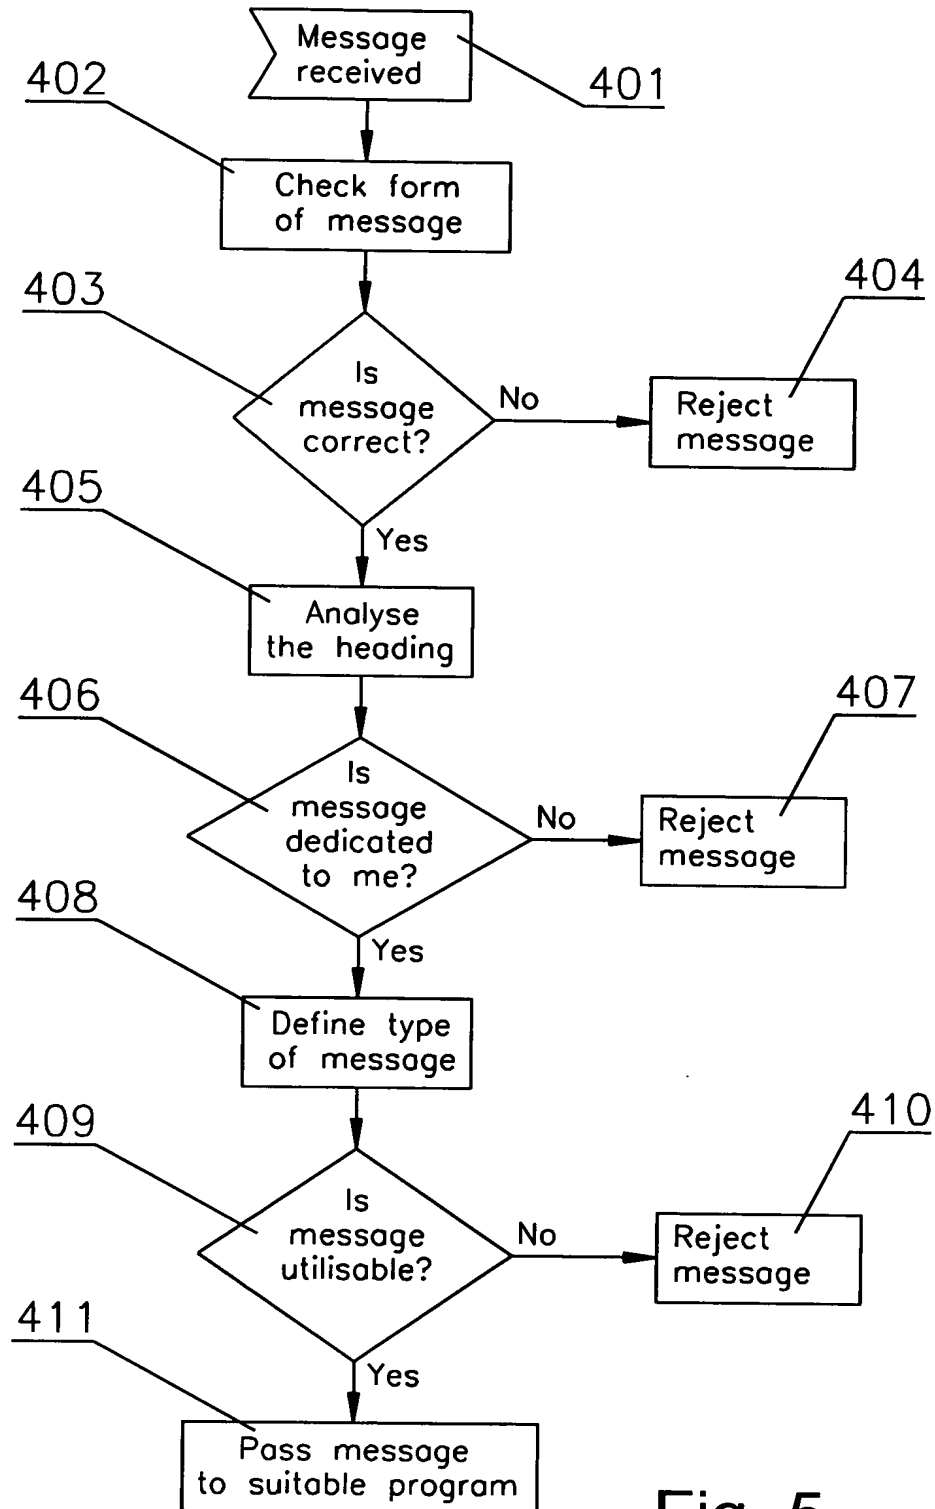 Message
received
401
402
Check form
of message
403
404
Is
message
correct?
No
Reject
message
405
Yes
Analyse
the heading
406
407
Is
message
dedicated
to me?
No
Reject
message
408
Yes
Define type
of message
409
410
Is
message
utilisable?
No
Reject
message
411
Yes
Pass message
to suitable program
Fig. 5